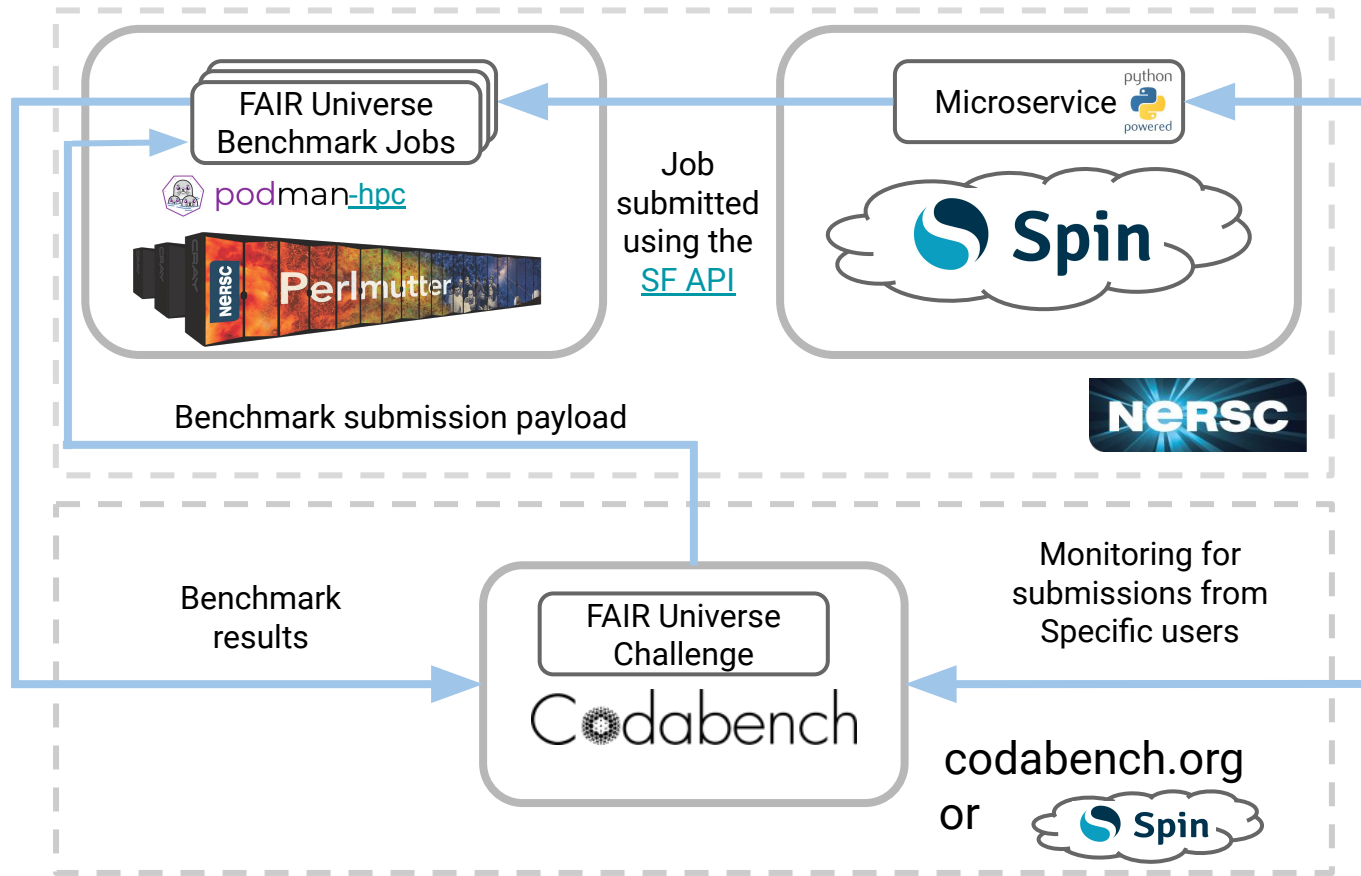 FAIR Universe
Benchmark Jobs
podman-hpc
CRAY
NERSC
Perlmutter
Job
submitted
using the
SF API
Microservice
python
powered
Spin
NERSC
Benchmark submission payload
Benchmark
results
FAIR Universe
Challenge
Codabench
Monitoring for
submissions from
Specific users
codabench.org
or
Spin